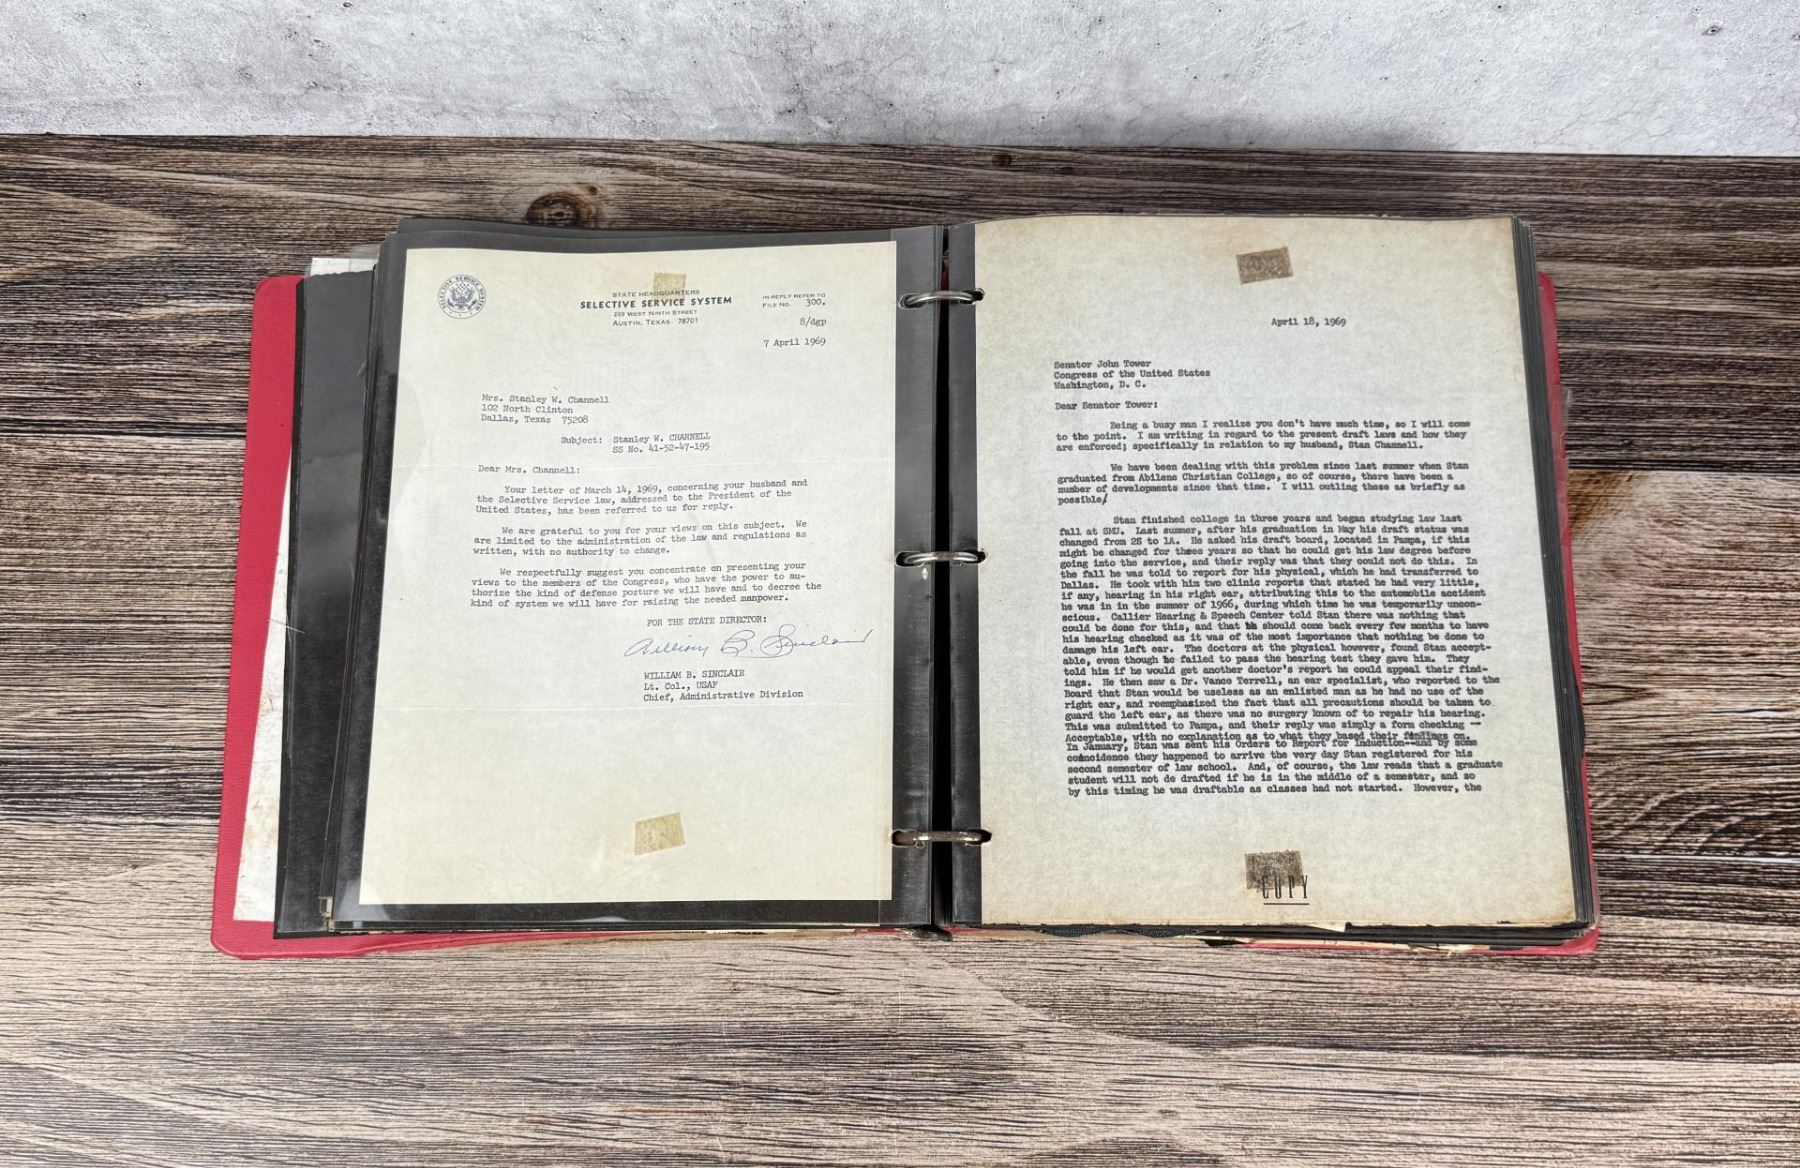 SELECTIVE SERVICE SYSTEM
STATE HEADQUARTERS
SELECTIVE SERVICE SYSTEM
209 WEST NINTH STREET
AUSTIN, TEXAS 78701
IN REPLY REFER TO
FILE NO. 300.
8/dgp
7 April 1969
Mrs. Stanley W. Channell
102 North Clinton
Dallas, Texas 75208
Subject: Stanley W. CHANNELL
SS No. 41-52-47-195
Dear Mrs. Channell:
Your letter of March 14, 1969, concerning your husband and
the Selective Service law, addressed to the President of the
United States, has been referred to us for reply.
We are grateful to you for your views on this subject. We
are limited to the administration of the law and regulations as
written, with no authority to change.
We respectfully suggest you concentrate on presenting your
views to the members of the Congress, who have the power to au-
thorize the kind of defense posture we will have and to decree the
kind of system we will have for raising the needed manpower.
FOR THE STATE DIRECTOR:
William B. Sinclair
WILLIAM B. SINCLAIR
Lt. Col., USAF
Chief, Administrative Division
April 18, 1969
Senator John Tower
Congress of the United States
Washington, D. C.
Dear Senator Tower:
Being a busy man I realize you don't have much time, so I will come
to the point. I am writing in regard to the present draft laws and how they
are enforced; specifically in relation to my husband, Stan Channell.
We have been dealing with this problem since last summer when Stan
graduated from Abilene Christian College, so of course, there have been a
number of developments since that time. I will outling these as briefly as
possible/
Stan finished college in three years and began studying law last
fall at SMU. Last summer, after his graduation in May his draft status was
changed from 2S to 1A. He asked his draft board, located in Pampa, if this
might be changed for three years so that he could get his law degree before
going into the service, and their reply was that they could not do this. In
the fall he was told to report for his physical, which he had transferred to
Dallas. He took with him two clinic reports that stated he had very little,
if any, hearing in his right ear, attributing this to the automobile accident
he was in in the summer of 1966, during which time he was temporarily uncon-
scious. Callier Hearing & Speech Center told Stan there was nothing that
could be done for this, and that he should come back every few months to have
his hearing checked as it was of the most importance that nothing be done to
damage his left ear. The doctors at the physical however, found Stan accept-
able, even though he failed to pass the hearing test they gave him. They
told him if he would get another doctor's report he could appeal their find-
ings. He then saw a Dr. Vance Terrell, an ear specialist, who reported to the
Board that Stan would be useless as an enlisted man as he had no use of the
right ear, and reemphasized the fact that all precautions should be taken to
guard the left ear, as there was no surgery known of to repair his hearing.
This was submitted to Pampa, and their reply was simply a form checking --
Acceptable, with no explanation as to what they based their findings on.
In January, Stan was sent his Orders to Report for Induction--and by some
coincidence they happened to arrive the very day Stan registered for his
second semester of law school. And, of course, the law reads that a graduate
student will not de drafted if he is in the middle of a semester, and so
by this timing he was draftable as classes had not started. However, the
COPY